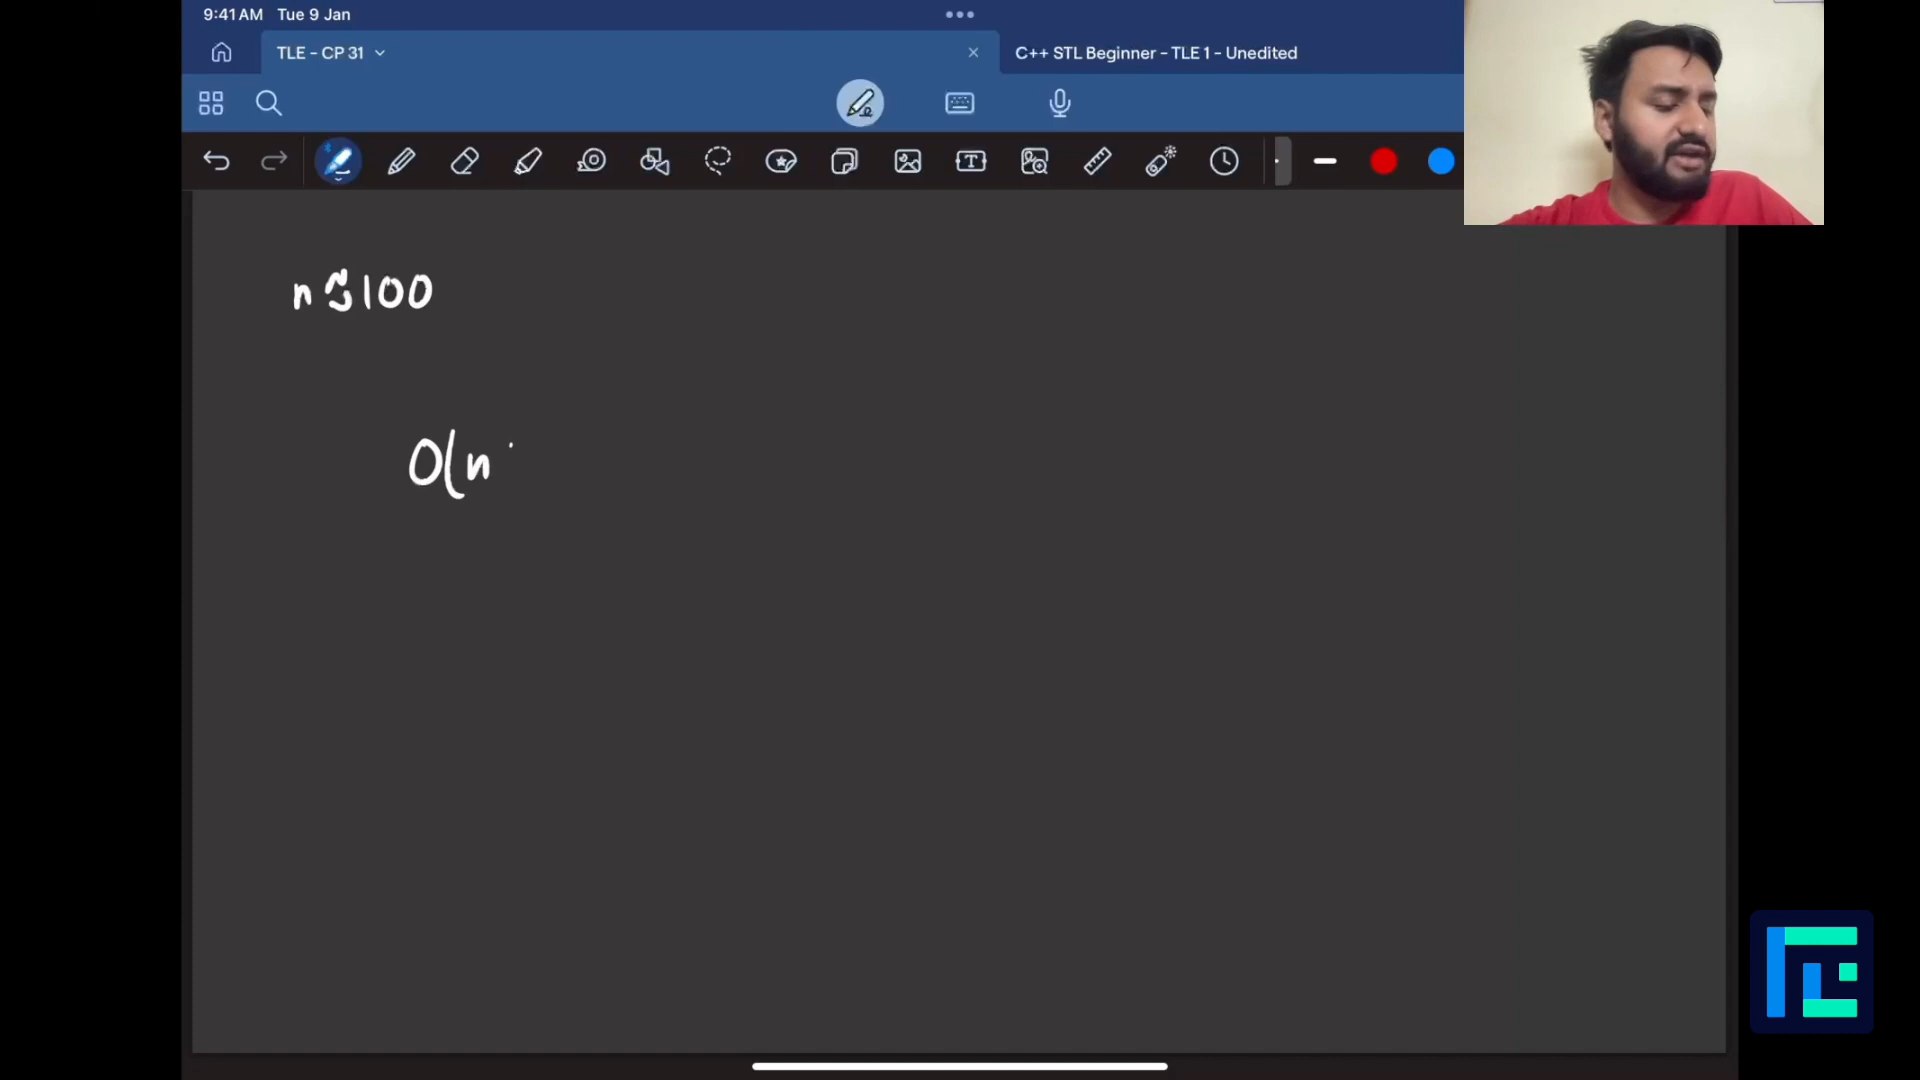 9:41 AM Tue 9 Jan
TLE - CP 31
C++ STL Beginner - TLE 1 - Unedited
n ≈ 100
O(n